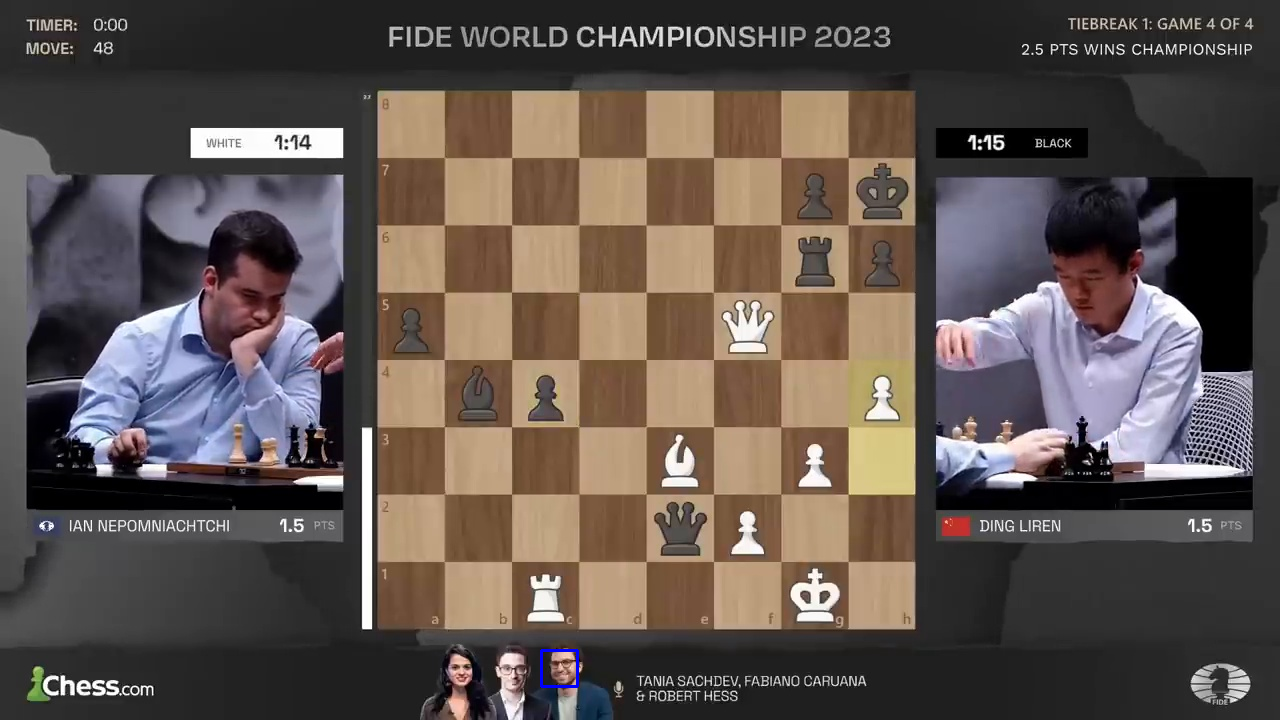 TIMER: 0:00
MOVE: 48
FIDE WORLD CHAMPIONSHIP 2023
TIEBREAK 1: GAME 4 OF 4
2.5 PTS WINS CHAMPIONSHIP
WHITE 1:14
1:15 BLACK
8
7
6
5
4
3
2
1
a b c d e f g h
IAN NEPOMNIACHTCHI 1.5 PTS
DING LIREN 1.5 PTS
Chess.com
TANIA SACHDEV, FABIANO CARUANA
& ROBERT HESS
FIDE